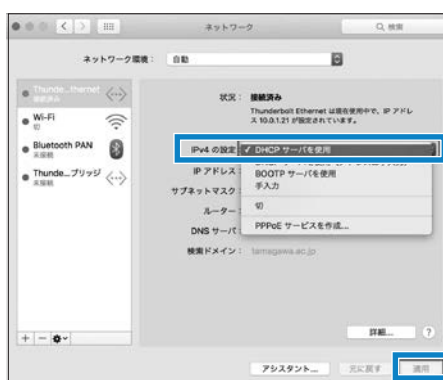 ネットワーク
検索
ネットワーク環境： 自動
Thunde...thernet
接続済み
Wi-Fi
切
Bluetooth PAN
未接続
Thunde...ブリッジ
未接続
状況： 接続済み
Thunderbolt Ethernet は現在使用中で、IP アドレ
ス 10.0.1.21 が設定されています。
IPv4 の設定 ✓ DHCP サーバを使用
IP アドレス： BOOTP サーバを使用
サブネットマスク： 手入力
ルーター： 切
DNS サーバ： PPPoE サービスを作成...
検索ドメイン： tamagawa.ac.jp
詳細... ?
+ −
アシスタント... 元に戻す 適用